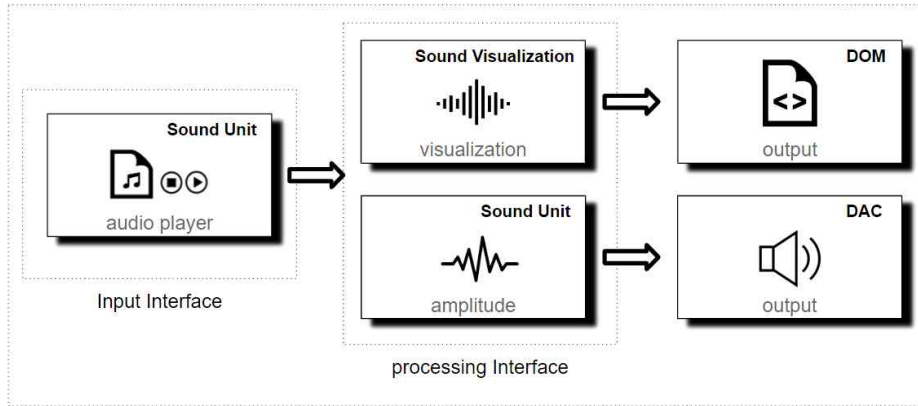 Sound Unit
audio player
Input Interface
Sound Visualization
visualization
Sound Unit
amplitude
processing Interface
DOM
<>
output
DAC
output